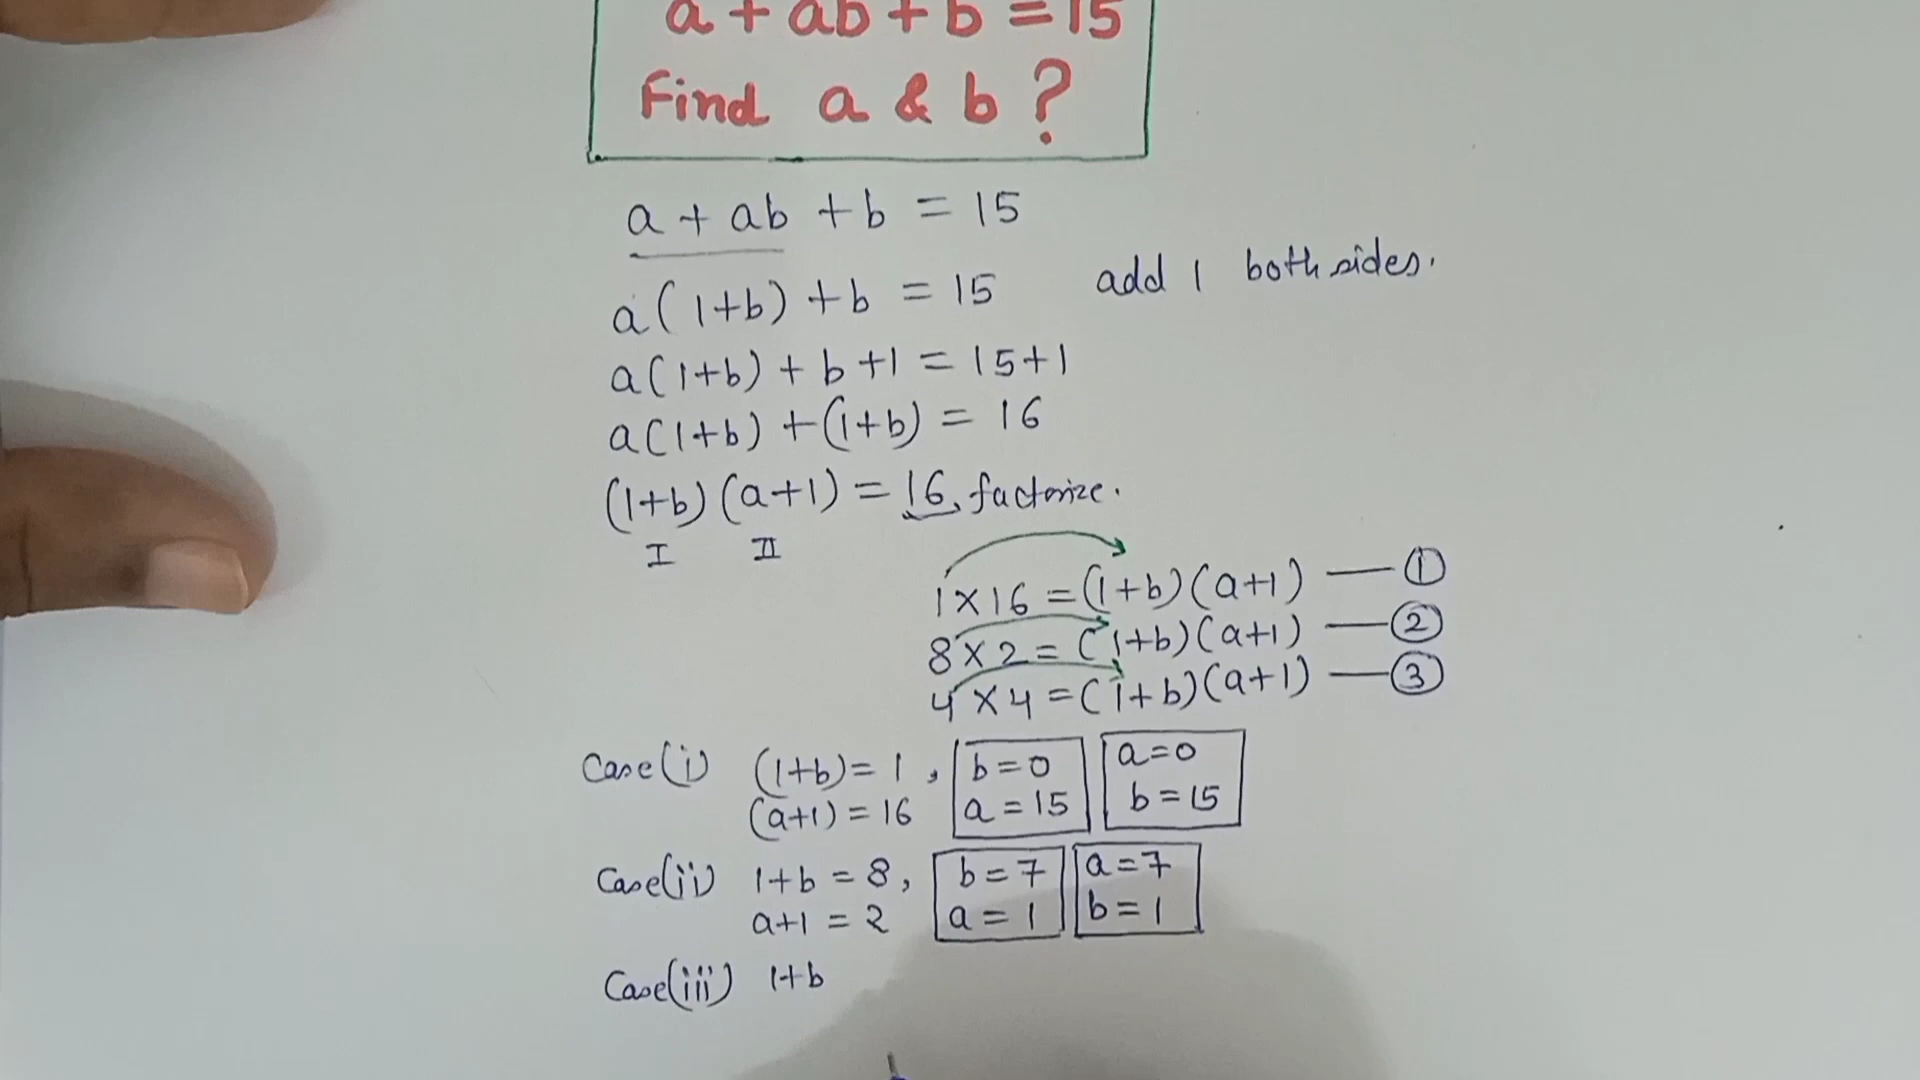 a + ab + b = 15
Find a & b ?
a + ab + b = 15
a(1+b) + b = 15 add 1 both sides.
a(1+b) + b +1 = 15+1
a(1+b) + (1+b) = 16
(1+b) (a+1) = 16, factorize.
I II
1×16 = (1+b)(a+1) — ①
8×2 = (1+b)(a+1) — ②
4×4 = (1+b)(a+1) — ③
Case(i) (1+b) = 1, b=0 a=0
(a+1) = 16 a=15 b=15
Case(ii) 1+b = 8, b=7 a=7
a+1 = 2 a=1 b=1
Case(iii) 1+b